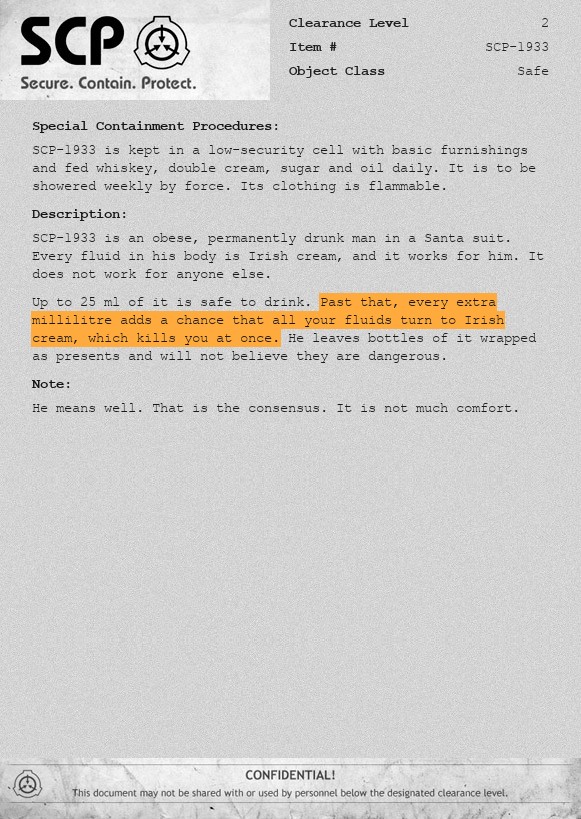 SCP
Secure. Contain. Protect.
Clearance Level 2
Item # SCP-1933
Object Class Safe
Special Containment Procedures:
SCP-1933 is kept in a low-security cell with basic furnishings
and fed whiskey, double cream, sugar and oil daily. It is to be
showered weekly by force. Its clothing is flammable.
Description:
SCP-1933 is an obese, permanently drunk man in a Santa suit.
Every fluid in his body is Irish cream, and it works for him. It
does not work for anyone else.
Up to 25 ml of it is safe to drink. Past that, every extra
millilitre adds a chance that all your fluids turn to Irish
cream, which kills you at once. He leaves bottles of it wrapped
as presents and will not believe they are dangerous.
Note:
He means well. That is the consensus. It is not much comfort.
CONFIDENTIAL!
This document may not be shared with or used by personnel below the designated clearance level.